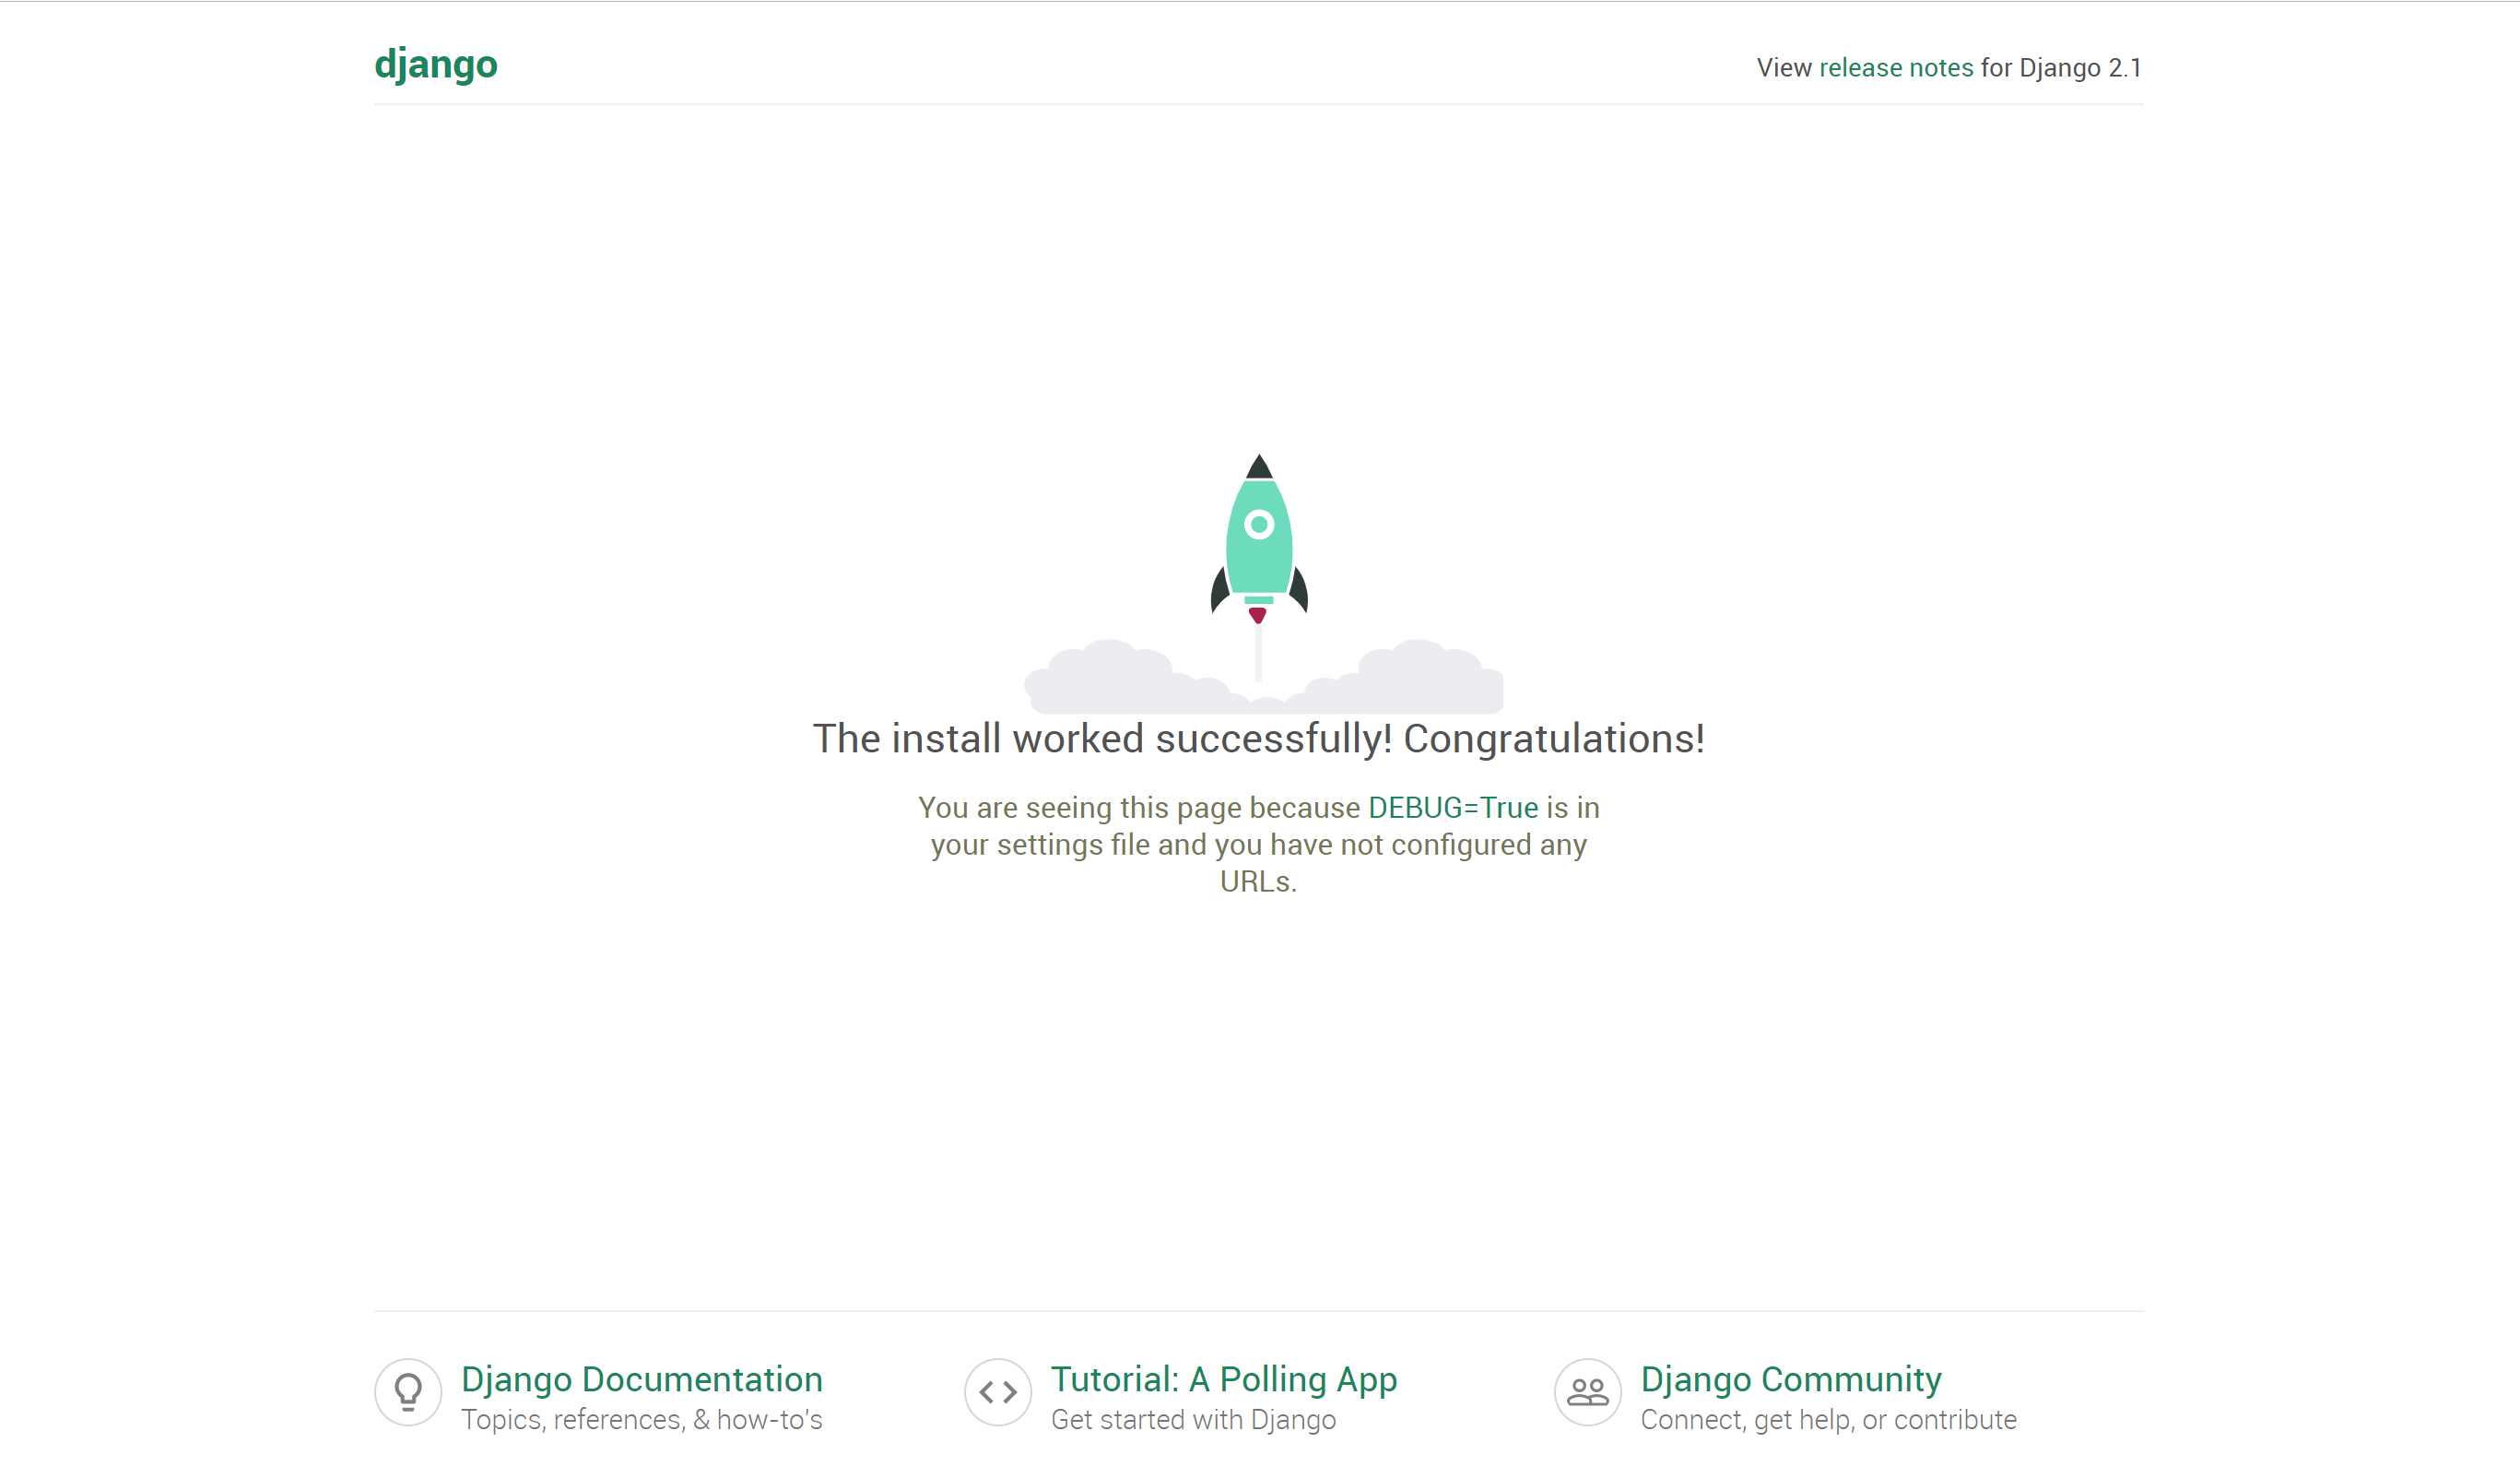 django
View release notes for Django 2.1
The install worked successfully! Congratulations!
You are seeing this page because DEBUG=True is in
your settings file and you have not configured any
URLs.
Django Documentation
Topics, references, & how-to's
Tutorial: A Polling App
Get started with Django
Django Community
Connect, get help, or contribute